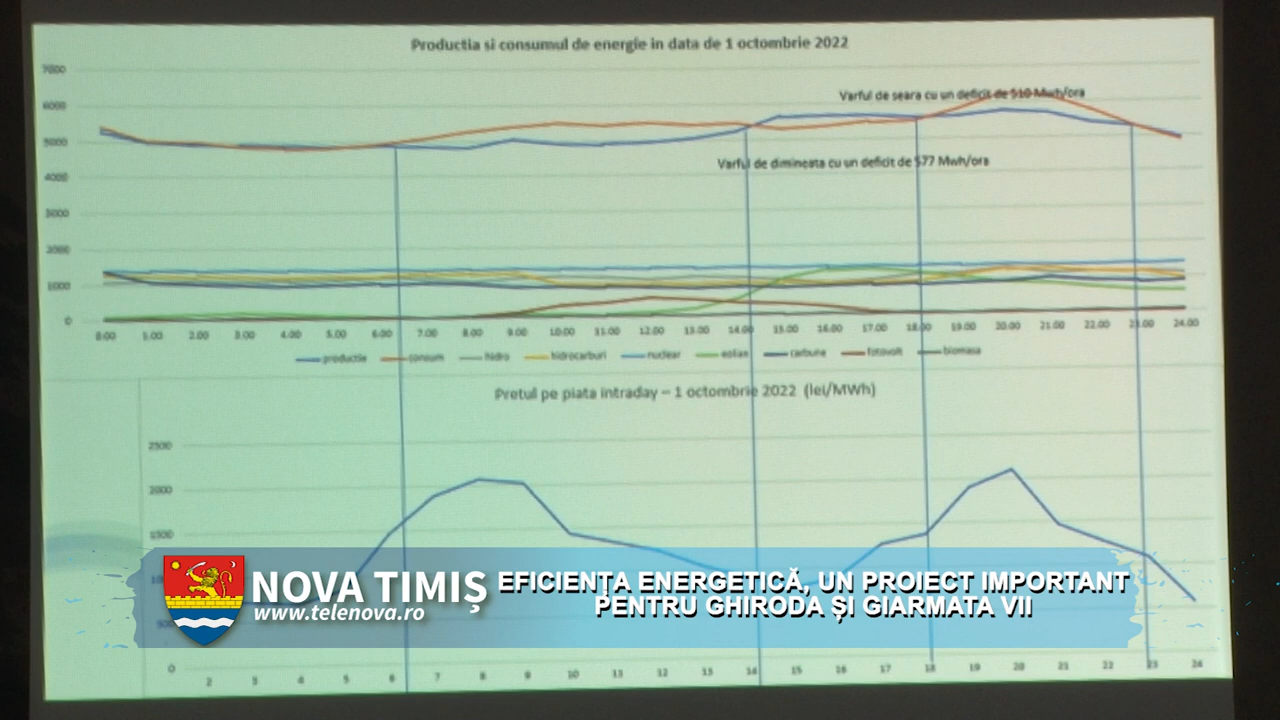 Productia si consumul de energie in data de 1 octombrie 2022
7000
Varful de seara cu un deficit de 510 Mwh/ora
6000
5000
Varful de dimineata cu un deficit de 577 Mwh/ora
4000
3000
2000
1000
0
0.00 1.00 2.00 3.00 4.00 5.00 6.00 7.00 8.00 9.00 10.00 11.00 12.00 13.00 14.00 15.00 16.00 17.00 18.00 19.00 20.00 21.00 22.00 23.00 24.00
productie consum hidro hidrocarburi nuclear eolian carbune fotovolt biomasa
Pretul pe piata intraday – 1 octombrie 2022 (lei/MWh)
2500
2000
1500
0
2 3 4 5 6 7 8 9 10 11 12 13 14 15 16 17 18 19 20 21 22 23 24
NOVA TIMIȘ
www.telenova.ro
EFICIENȚA ENERGETICĂ, UN PROIECT IMPORTANT
PENTRU GHIRODA ȘI GIARMATA VII